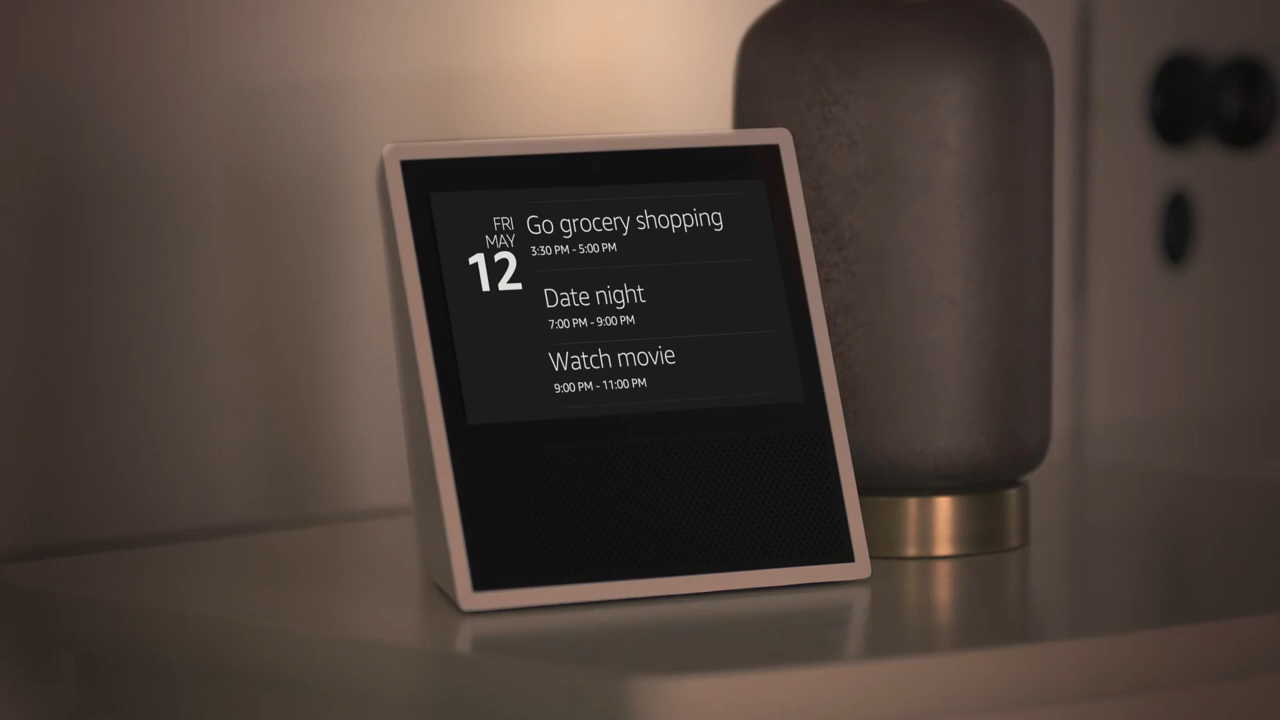 FRI
MAY
12
Go grocery shopping
3:30 PM - 5:00 PM
Date night
7:00 PM - 9:00 PM
Watch movie
9:00 PM - 11:00 PM